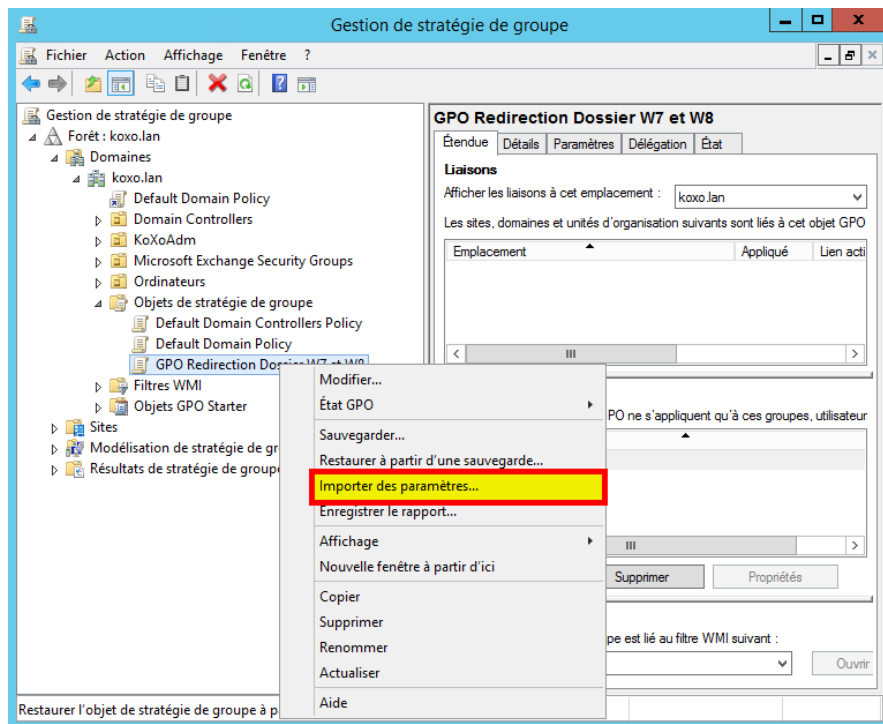 Gestion de stratégie de groupe
Fichier Action Affichage Fenêtre ?
Gestion de stratégie de groupe
Forêt : koxo.lan
Domaines
koxo.lan
Default Domain Policy
Domain Controllers
KoXoAdm
Microsoft Exchange Security Groups
Ordinateurs
Objets de stratégie de groupe
Default Domain Controllers Policy
Default Domain Policy
GPO Redirection Dossier W7 et W8
Filtres WMI
Objets GPO Starter
Sites
Modélisation de stratégie de gr
Résultats de stratégie de groupe
GPO Redirection Dossier W7 et W8
Étendue Détails Paramètres Délégation État
Liaisons
Afficher les liaisons à cet emplacement : koxo.lan
Les sites, domaines et unités d'organisation suivants sont liés à cet objet GPO
Emplacement Appliqué Lien acti
PO ne s'appliquent qu'à ces groupes, utilisateur
Supprimer Propriétés
pe est lié au filtre WMI suivant :
Ouvrir
Modifier...
État GPO
Sauvegarder...
Restaurer à partir d'une sauvegarde...
Importer des paramètres...
Enregistrer le rapport...
Affichage
Nouvelle fenêtre à partir d'ici
Copier
Supprimer
Renommer
Actualiser
Aide
Restaurer l'objet de stratégie de groupe à p